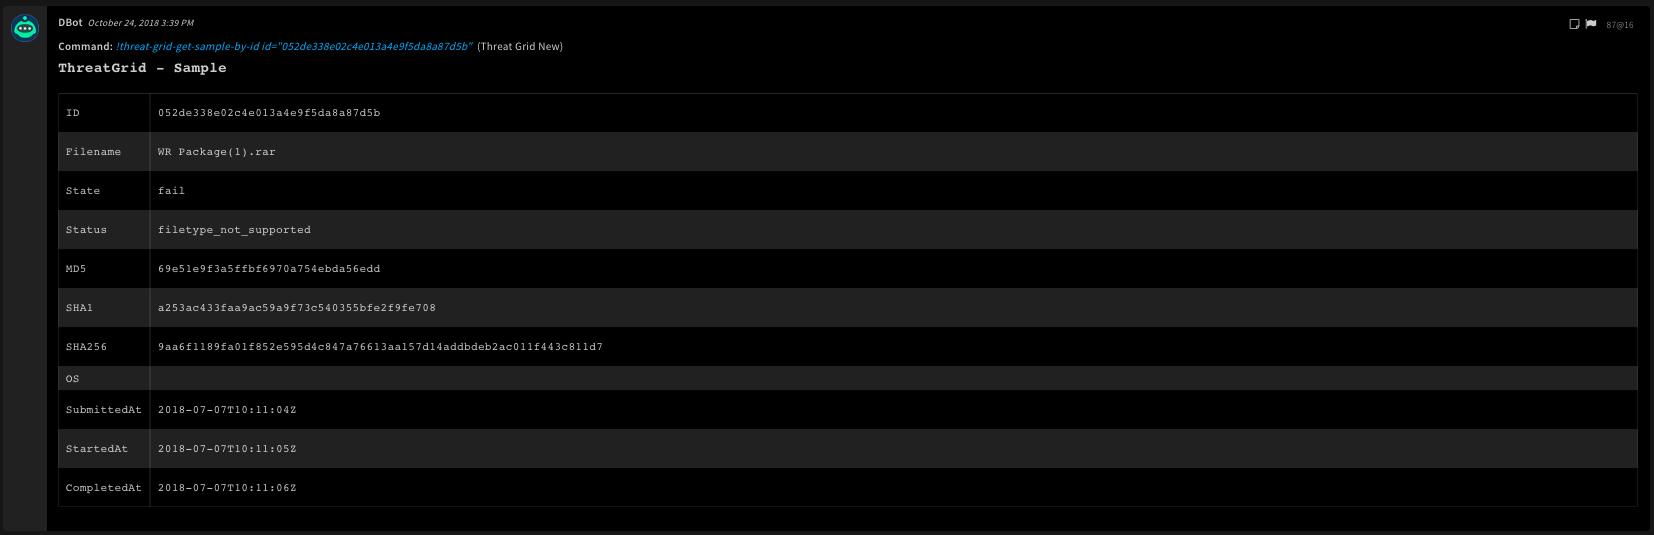 DBot October 24, 2018 3:39 PM
87@16
Command: !threat-grid-get-sample-by-id id="052de338e02c4e013a4e9f5da8a87d5b" (Threat Grid New)
ThreatGrid - Sample
ID 052de338e02c4e013a4e9f5da8a87d5b
Filename WR Package(1).rar
State fail
Status filetype_not_supported
MD5 69e51e9f3a5ffbf6970a754ebda56edd
SHA1 a253ac433faa9ac59a9f73c540355bfe2f9fe708
SHA256 9aa6f1189fa01f852e595d4c847a76613aa157d14addbdeb2ac011f443c811d7
OS
SubmittedAt 2018-07-07T10:11:04Z
StartedAt 2018-07-07T10:11:05Z
CompletedAt 2018-07-07T10:11:06Z